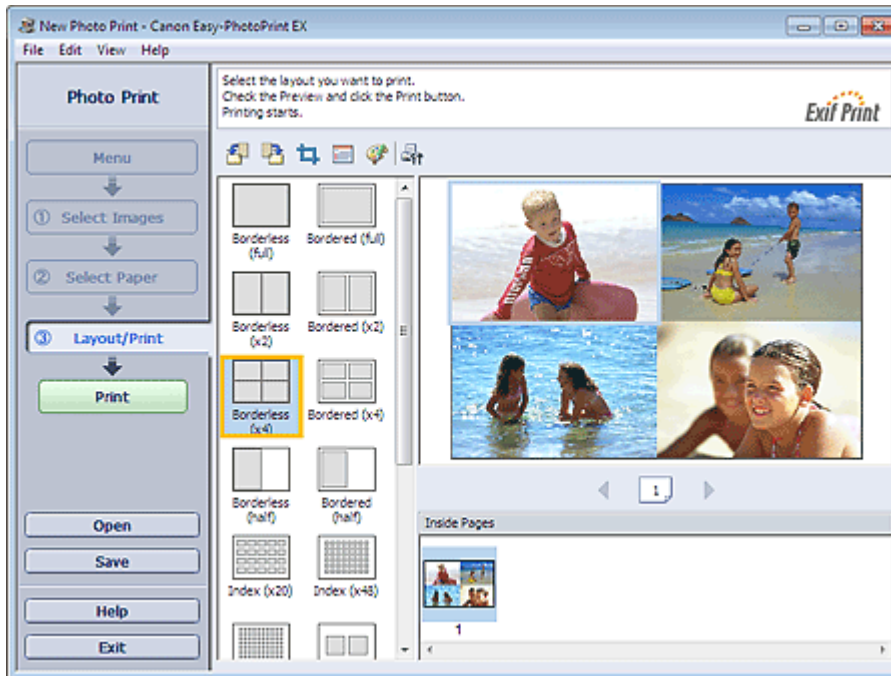 New Photo Print - Canon Easy-PhotoPrint EX
File Edit View Help
Photo Print
Menu
① Select Images
② Select Paper
③ Layout/Print
Print
Open
Save
Help
Exit
Select the layout you want to print.
Check the Preview and click the Print button.
Printing starts.
Exif Print
Borderless
(full)
Bordered (full)
Borderless
(x2)
Bordered (x2)
Borderless
(x4)
Bordered (x4)
Borderless
(half)
Bordered
(half)
Index (x20)
Index (x48)
1
Inside Pages
1